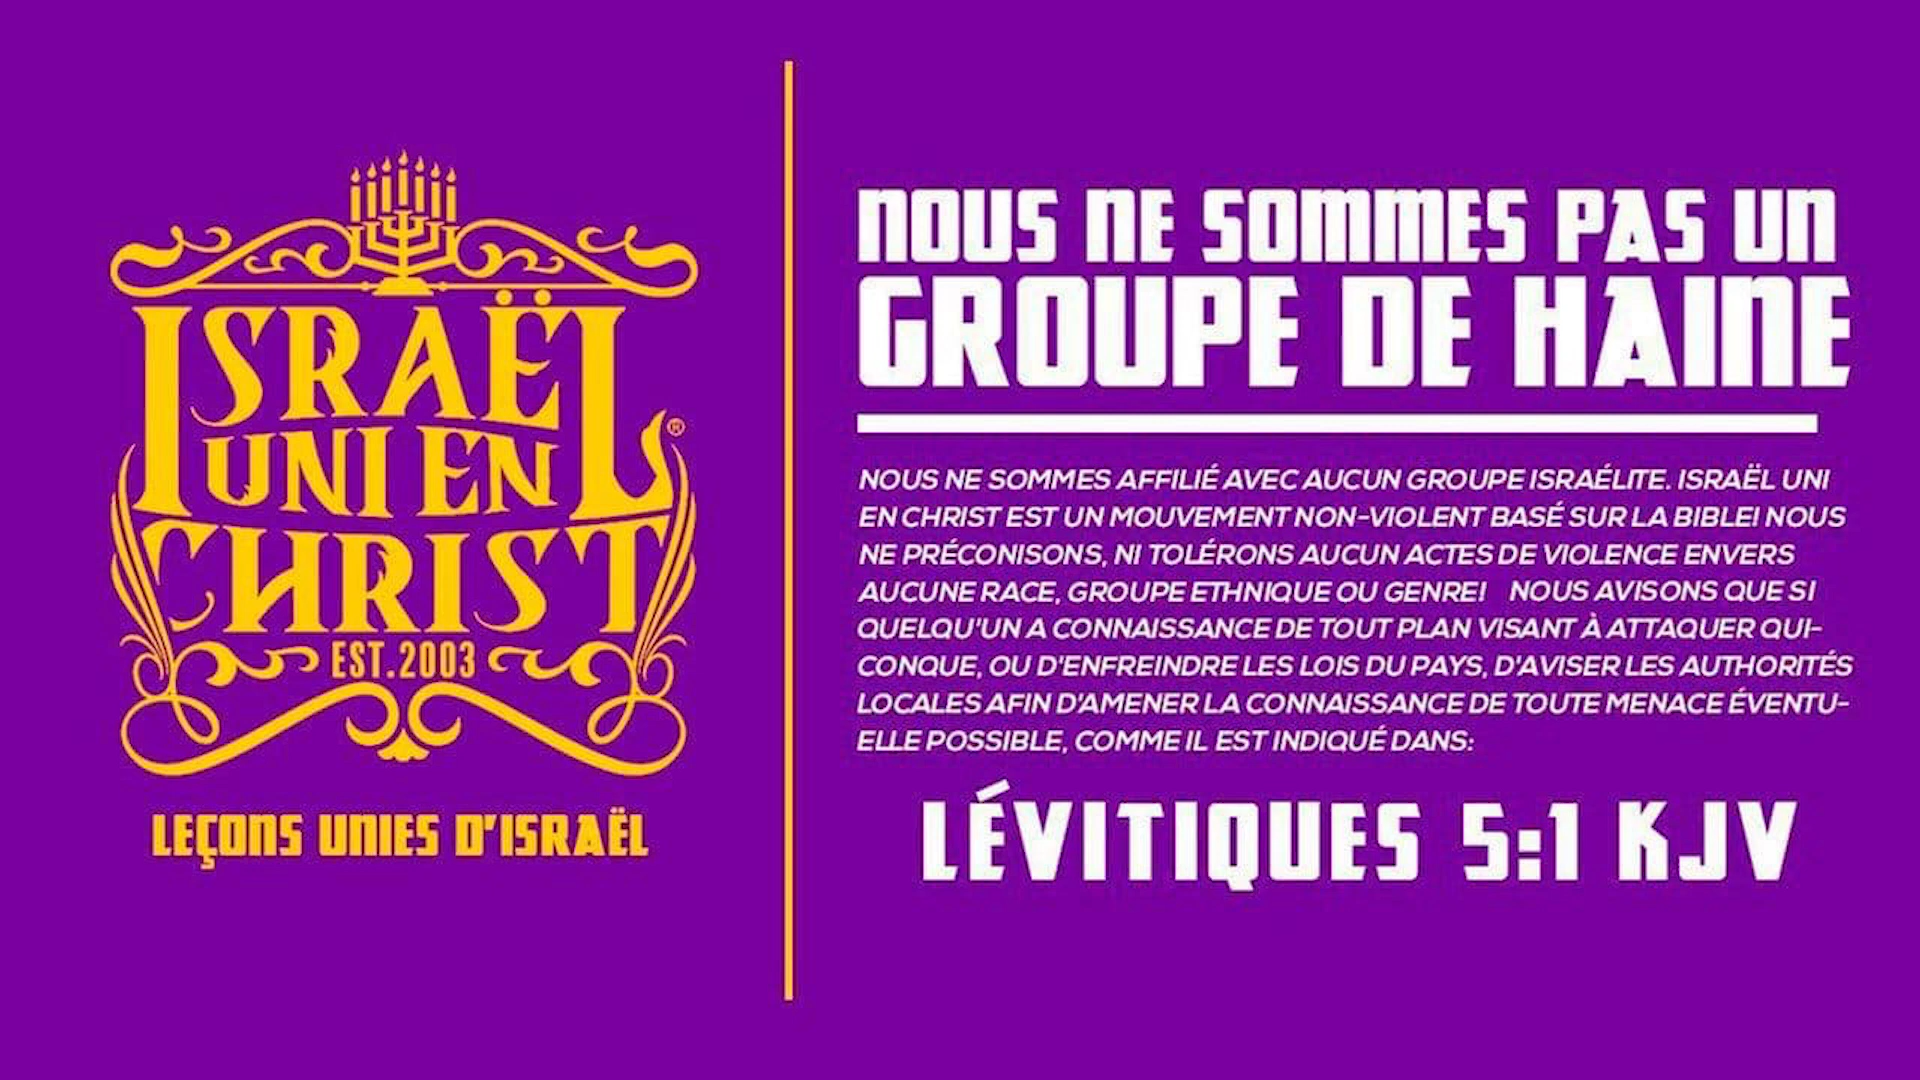 ISRAËL
UNI EN
CHRIST
®
EST.2003
LEÇONS UNIES D'ISRAËL
NOUS NE SOMMES PAS UN
GROUPE DE HAINE
NOUS NE SOMMES AFFILIÉ AVEC AUCUN GROUPE ISRAÉLITE. ISRAËL UNI
EN CHRIST EST UN MOUVEMENT NON-VIOLENT BASÉ SUR LA BIBLE! NOUS
NE PRÉCONISONS, NI TOLÉRONS AUCUN ACTES DE VIOLENCE ENVERS
AUCUNE RACE, GROUPE ETHNIQUE OU GENRE! NOUS AVISONS QUE SI
QUELQU'UN A CONNAISSANCE DE TOUT PLAN VISANT À ATTAQUER QUI-
CONQUE, OU D'ENFREINDRE LES LOIS DU PAYS, D'AVISER LES AUTHORITÉS
LOCALES AFIN D'AMENER LA CONNAISSANCE DE TOUTE MENACE ÉVENTU-
ELLE POSSIBLE, COMME IL EST INDIQUÉ DANS:
LÉVITIQUES 5:1 KJV